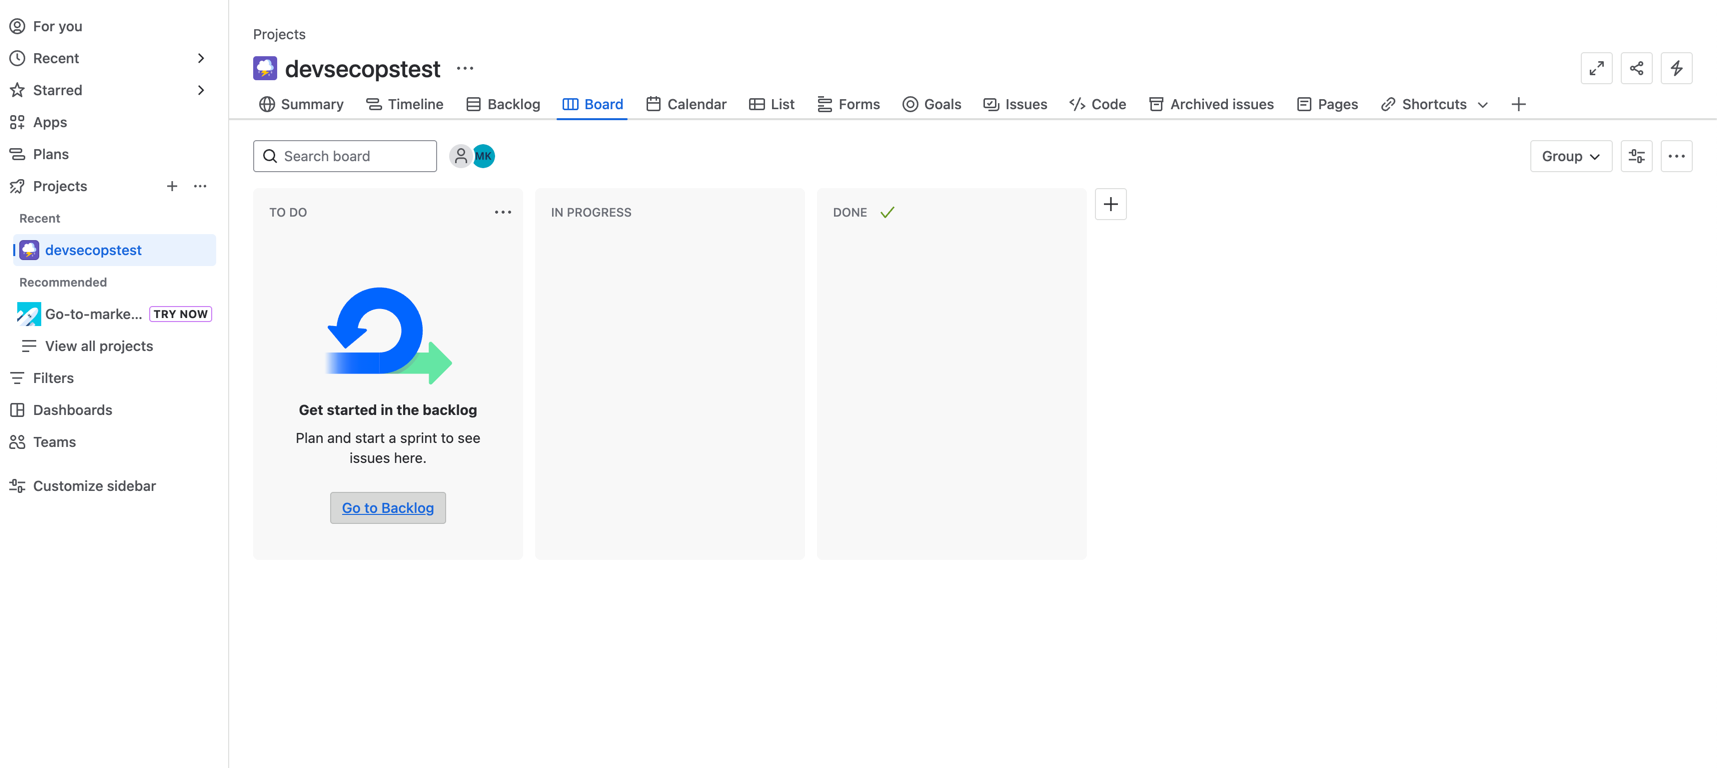 For you
Recent
Starred
Apps
Plans
Projects
Recent
devsecopstest
Recommended
Go-to-marke... TRY NOW
View all projects
Filters
Dashboards
Teams
Customize sidebar
Projects
devsecopstest
Summary Timeline Backlog Board Calendar List Forms Goals Issues Code Archived issues Pages Shortcuts
Search board MK Group
TO DO IN PROGRESS DONE
Get started in the backlog
Plan and start a sprint to see
issues here.
Go to Backlog